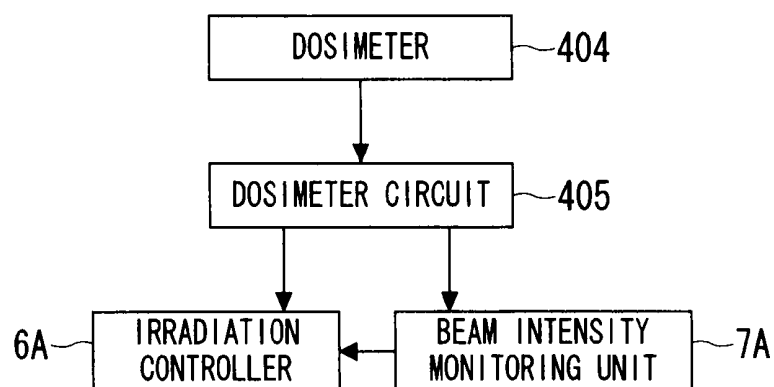 DOSIMETER 404
DOSIMETER CIRCUIT 405
6A IRRADIATION CONTROLLER
BEAM INTENSITY MONITORING UNIT 7A